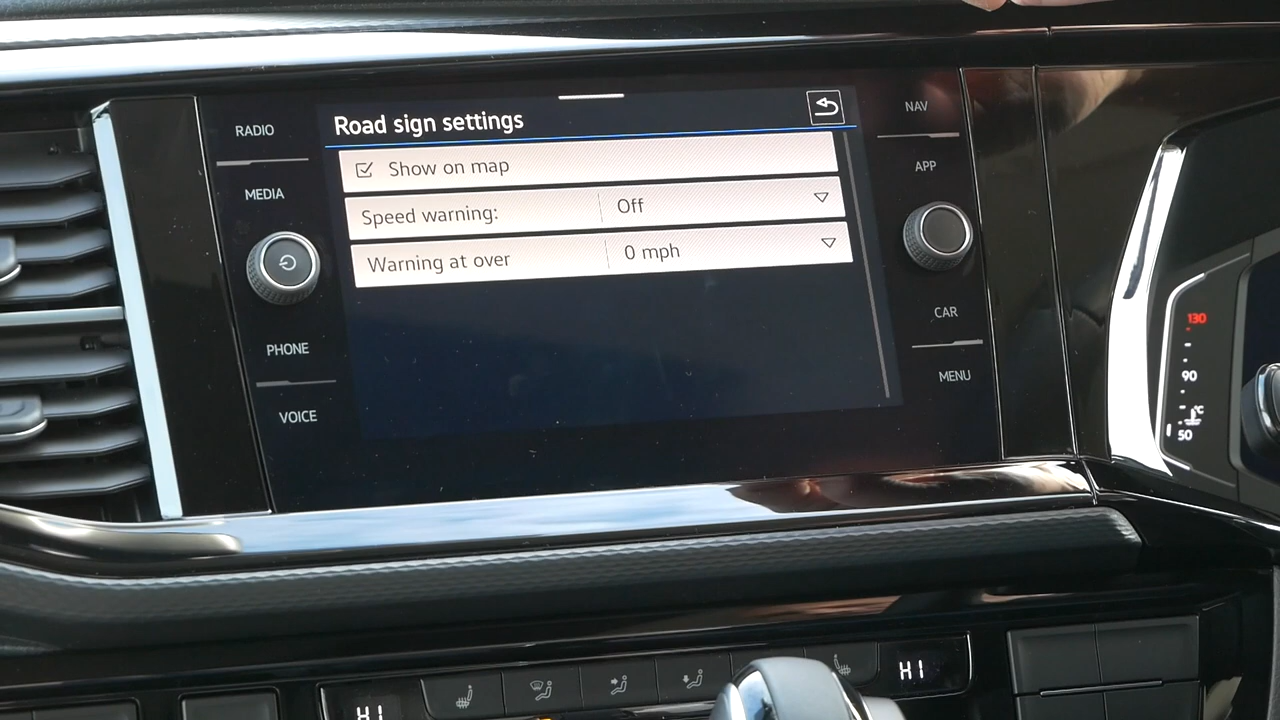 RADIO
MEDIA
PHONE
VOICE
Road sign settings
Show on map
Speed warning: Off
Warning at over 0 mph
NAV
APP
CAR
MENU
130
90
°C
50
HI
HI